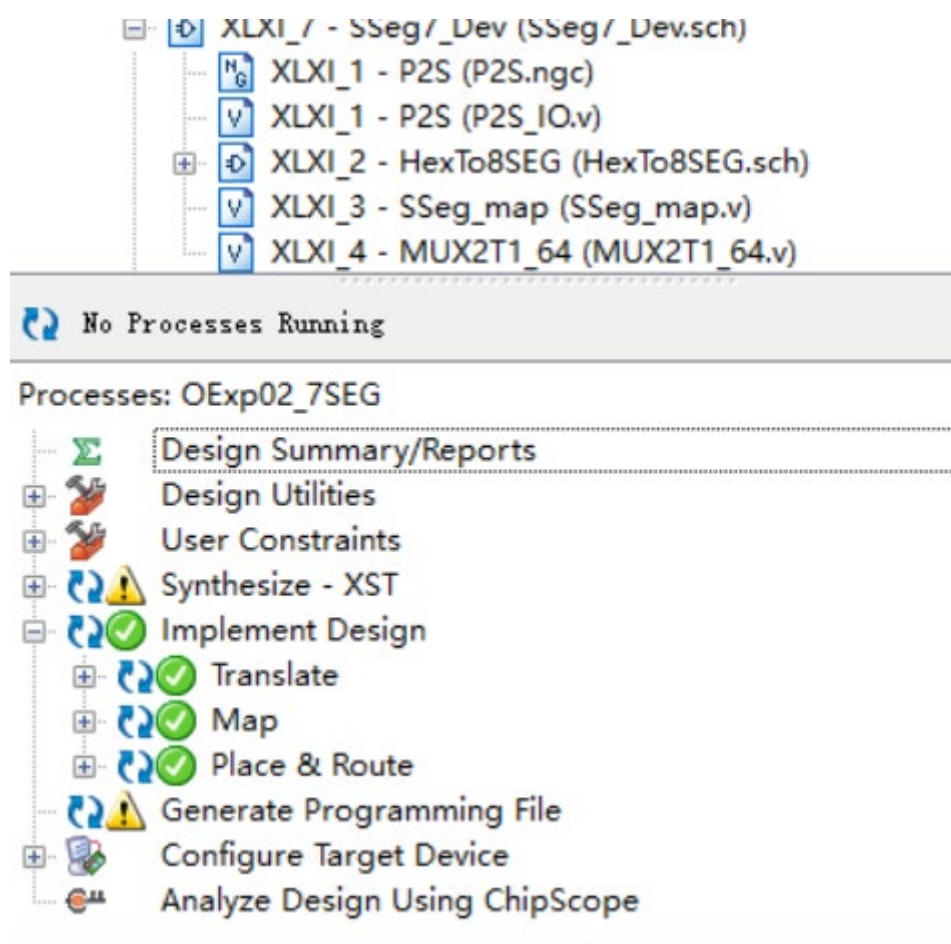 XLXI_7 - SSeg7_Dev (SSeg7_Dev.sch)
XLXI_1 - P2S (P2S.ngc)
XLXI_1 - P2S (P2S_IO.v)
XLXI_2 - HexTo8SEG (HexTo8SEG.sch)
XLXI_3 - SSeg_map (SSeg_map.v)
XLXI_4 - MUX2T1_64 (MUX2T1_64.v)
No Processes Running
Processes: OExp02_7SEG
Design Summary/Reports
Design Utilities
User Constraints
Synthesize - XST
Implement Design
Translate
Map
Place & Route
Generate Programming File
Configure Target Device
Analyze Design Using ChipScope